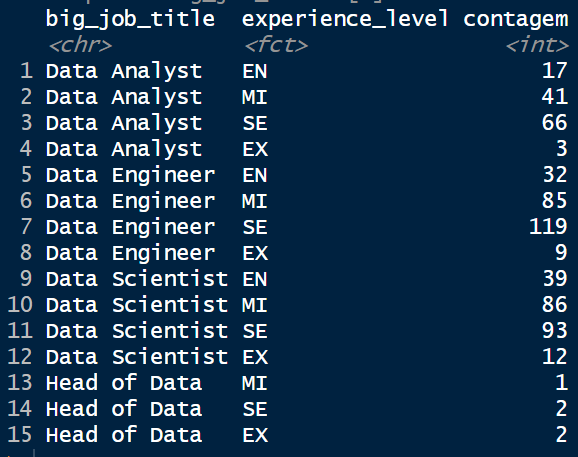 big_job_title experience_level contagem
<chr> <fct> <int>
1 Data Analyst EN 17
2 Data Analyst MI 41
3 Data Analyst SE 66
4 Data Analyst EX 3
5 Data Engineer EN 32
6 Data Engineer MI 85
7 Data Engineer SE 119
8 Data Engineer EX 9
9 Data Scientist EN 39
10 Data Scientist MI 86
11 Data Scientist SE 93
12 Data Scientist EX 12
13 Head of Data MI 1
14 Head of Data SE 2
15 Head of Data EX 2